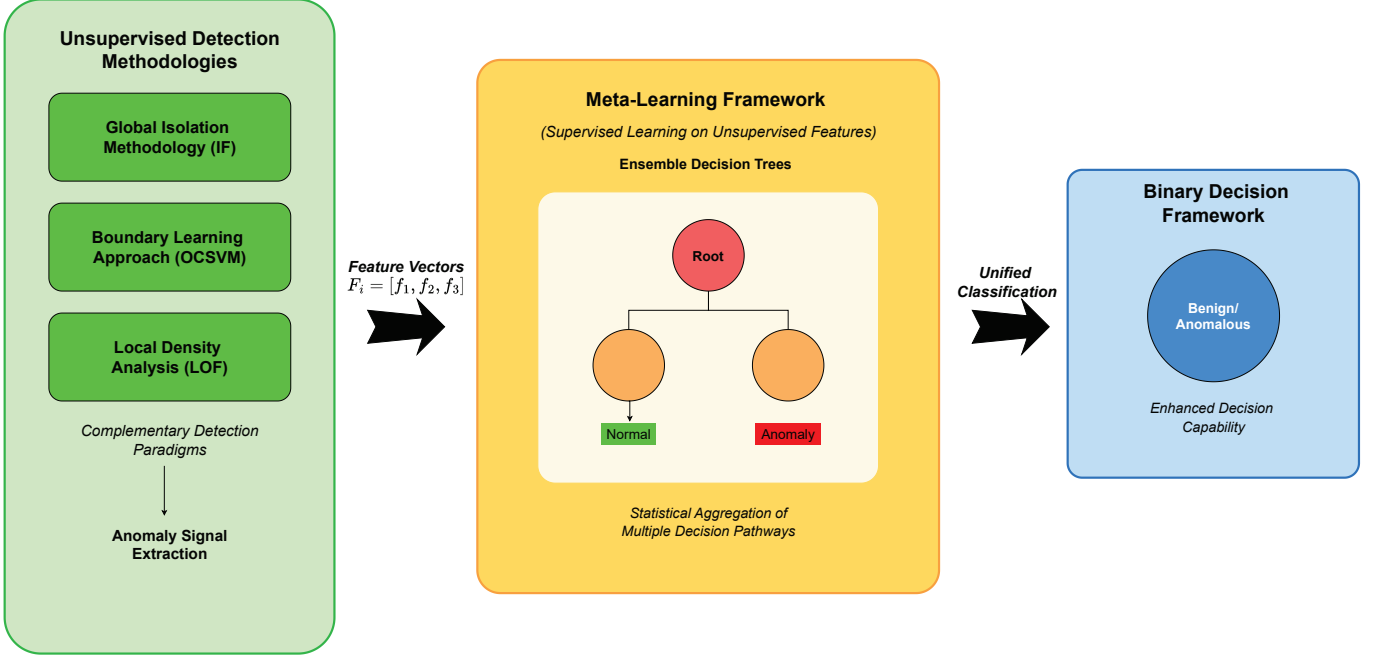 Unsupervised Detection
Methodologies
Global Isolation
Methodology (IF)
Boundary Learning
Approach (OCSVM)
Local Density
Analysis (LOF)
Complementary Detection
Paradigms
Anomaly Signal
Extraction
Feature Vectors
F_i = [f_1, f_2, f_3]
Meta-Learning Framework
(Supervised Learning on Unsupervised Features)
Ensemble Decision Trees
Root
Normal
Anomaly
Statistical Aggregation of
Multiple Decision Pathways
Unified
Classification
Binary Decision
Framework
Benign/
Anomalous
Enhanced Decision
Capability